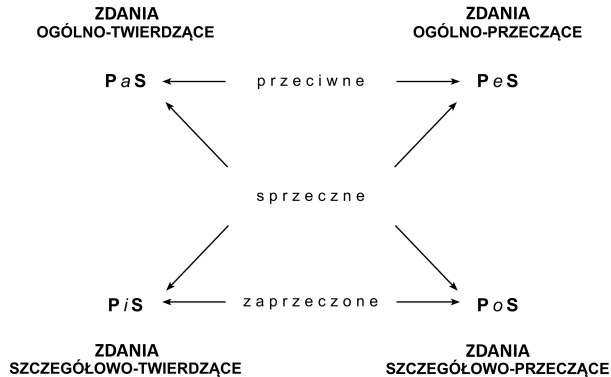 ZDANIA ZDANIA
OGÓLNO-TWIERDZĄCE OGÓLNO-PRZECZĄCE
PaS przeciwne PeS
sprzeczne
PiS zaprzeczone PoS
ZDANIA ZDANIA
SZCZEGÓŁOWO-TWIERDZĄCE SZCZEGÓŁOWO-PRZECZĄCE